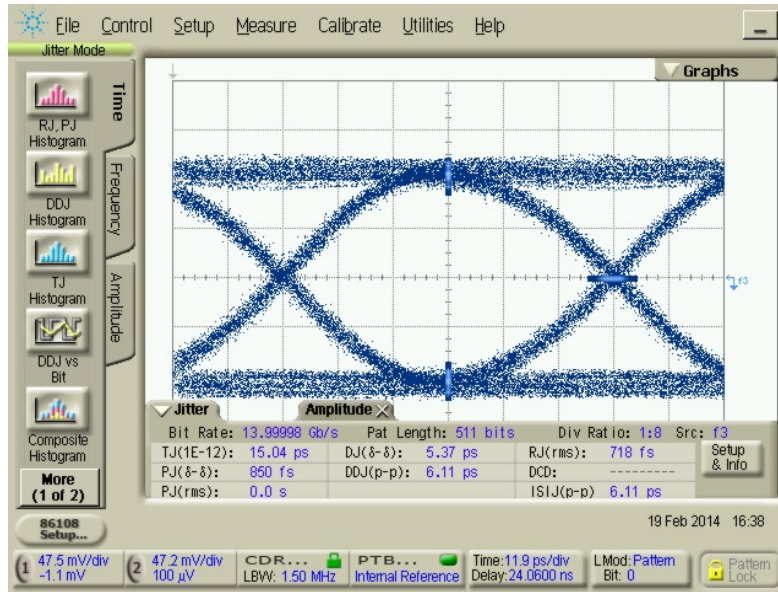 File Control Setup Measure Calibrate Utilities Help
Jitter Mode
Graphs
RJ, PJ
Histogram
DDJ
Histogram
TJ
Histogram
DDJ vs
Bit
Composite
Histogram
More
(1 of 2)
Time
Frequency
Amplitude
f3
Jitter Amplitude
Bit Rate: 13.99998 Gb/s Pat Length: 511 bits Div Ratio: 1:8 Src: f3
TJ(1E-12): 15.04 ps DJ(δ-δ): 5.37 ps RJ(rms): 718 fs
PJ(δ-δ): 850 fs DDJ(p-p): 6.11 ps DCD: ---------
PJ(rms): 0.0 s ISIJ(p-p) 6.11 ps
Setup
& Info
86108
Setup...
19 Feb 2014 16:38
1 47.5 mV/div
-1.1 mV
2 47.2 mV/div
100 µV
CDR...
LBW: 1.50 MHz
PTB...
Internal Reference
Time:11.9 ps/div
Delay:24.0600 ns
LMod:Pattern
Bit: 0
Pattern
Lock